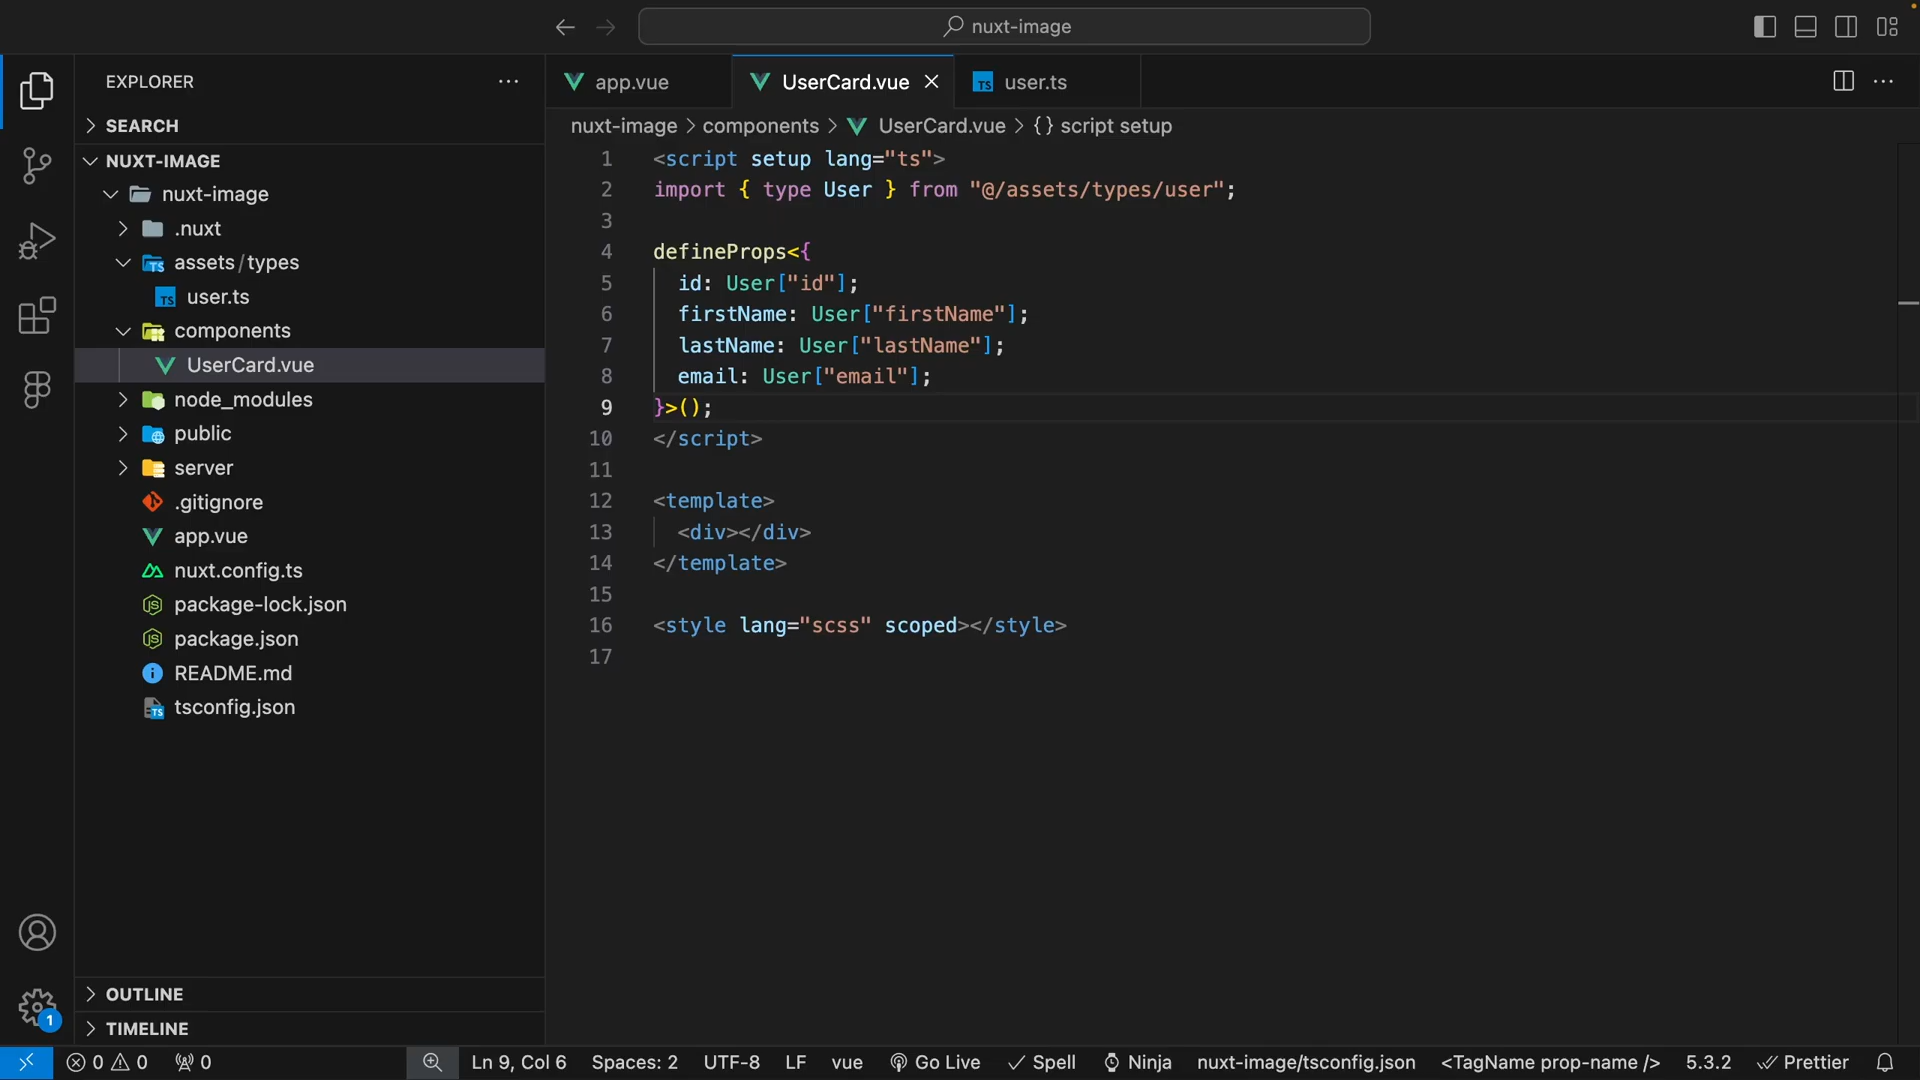 nuxt-image
EXPLORER
SEARCH
NUXT-IMAGE
nuxt-image
.nuxt
assets/types
user.ts
components
UserCard.vue
node_modules
public
server
.gitignore
app.vue
nuxt.config.ts
package-lock.json
package.json
README.md
tsconfig.json
OUTLINE
TIMELINE
1
app.vue
UserCard.vue
user.ts
nuxt-image > components > UserCard.vue > {} script setup
1 <script setup lang="ts">
2 import { type User } from "@/assets/types/user";
3
4 defineProps<{
5 id: User["id"];
6 firstName: User["firstName"];
7 lastName: User["lastName"];
8 email: User["email"];
9 }>();
10 </script>
11
12 <template>
13 <div></div>
14 </template>
15
16 <style lang="scss" scoped></style>
17
0 0 0 Ln 9, Col 6 Spaces: 2 UTF-8 LF vue Go Live Spell Ninja nuxt-image/tsconfig.json <TagName prop-name /> 5.3.2 Prettier